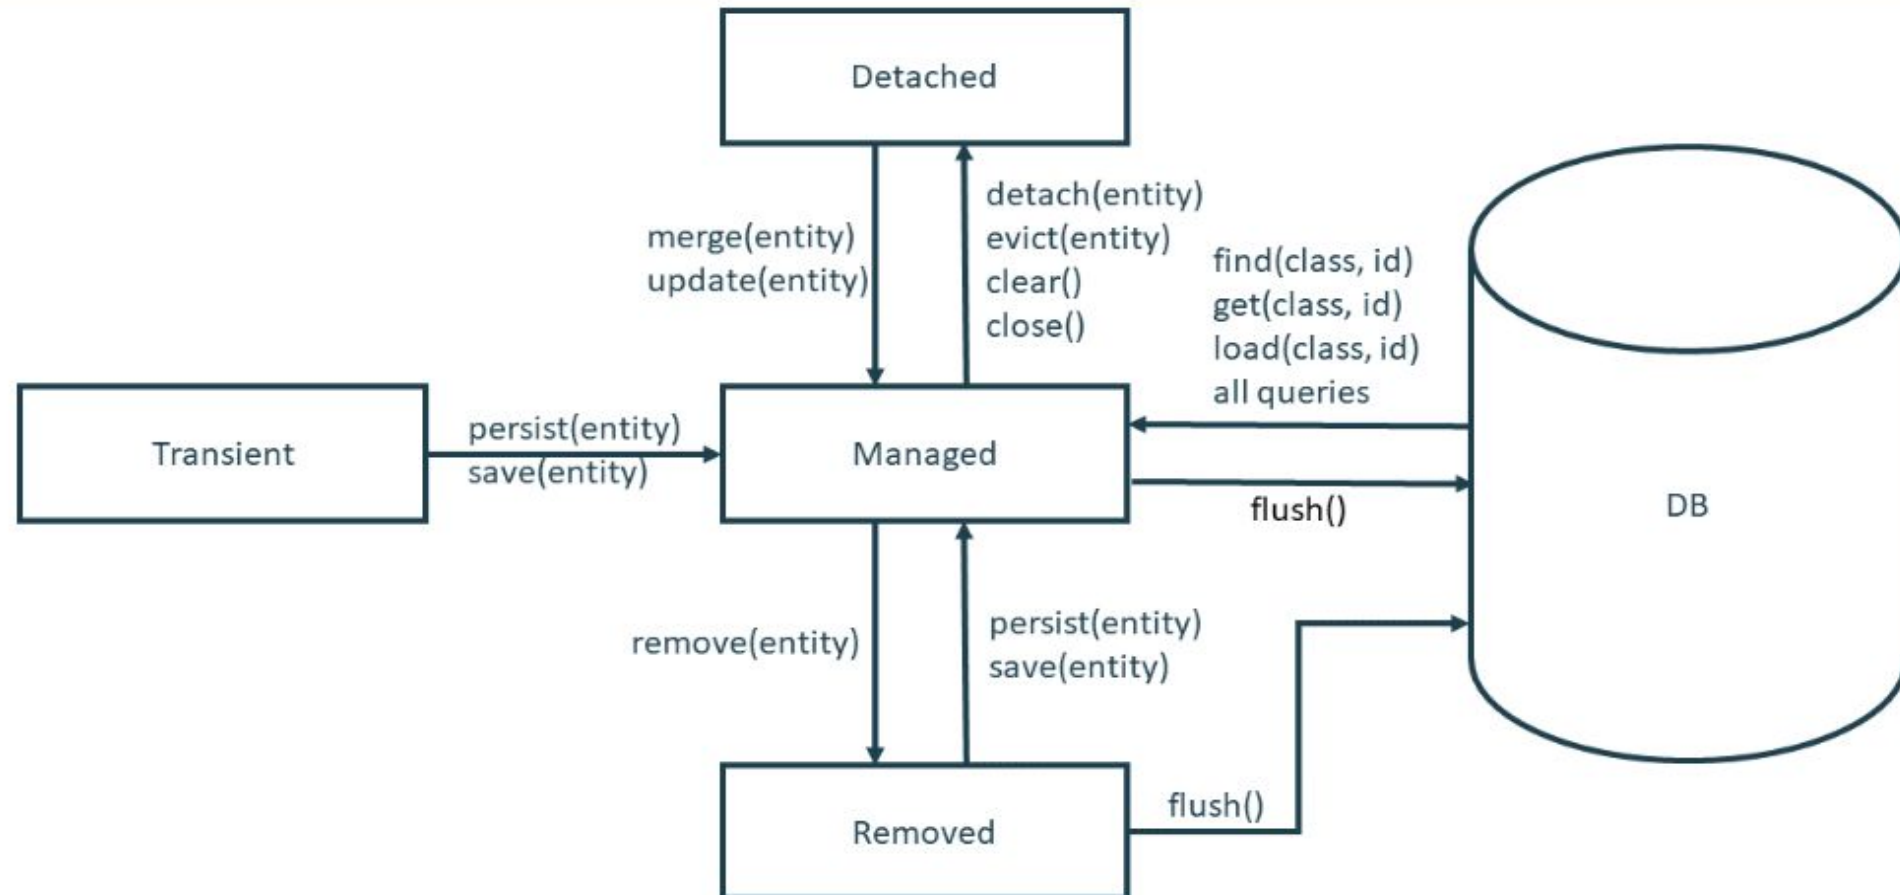 Detached
merge(entity)
update(entity)
detach(entity)
evict(entity)
clear()
close()
find(class, id)
get(class, id)
load(class, id)
all queries
Transient
persist(entity)
save(entity)
Managed
flush()
DB
remove(entity)
persist(entity)
save(entity)
Removed
flush()